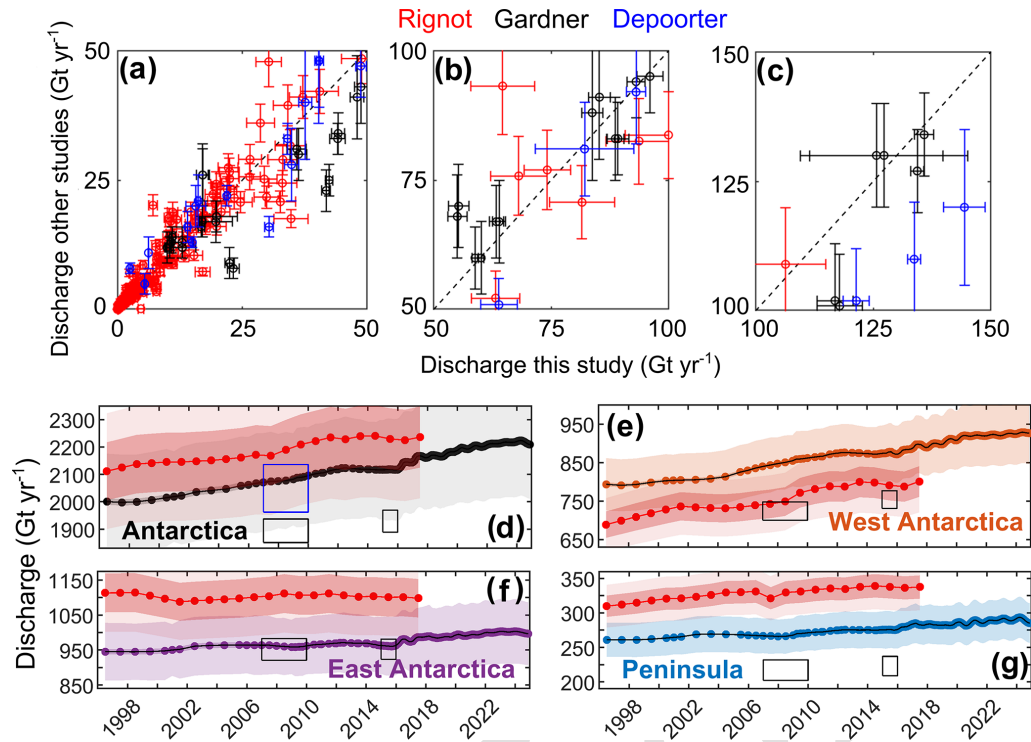 Rignot Gardner Depoorter
Discharge other studies (Gt yr⁻¹)
50
25
0
(a)
0 25 50
100
75
50
(b)
50 75 100
150
125
100
(c)
100 125 150
Discharge this study (Gt yr⁻¹)
Discharge (Gt yr⁻¹)
2300
2200
2100
2000
1900
Antarctica
(d)
950
850
750
650
(e)
West Antarctica
1150
1050
950
850
(f)
East Antarctica
350
300
250
200
Peninsula
(g)
1998 2002 2006 2010 2014 2018 2022
1998 2002 2006 2010 2014 2018 2022